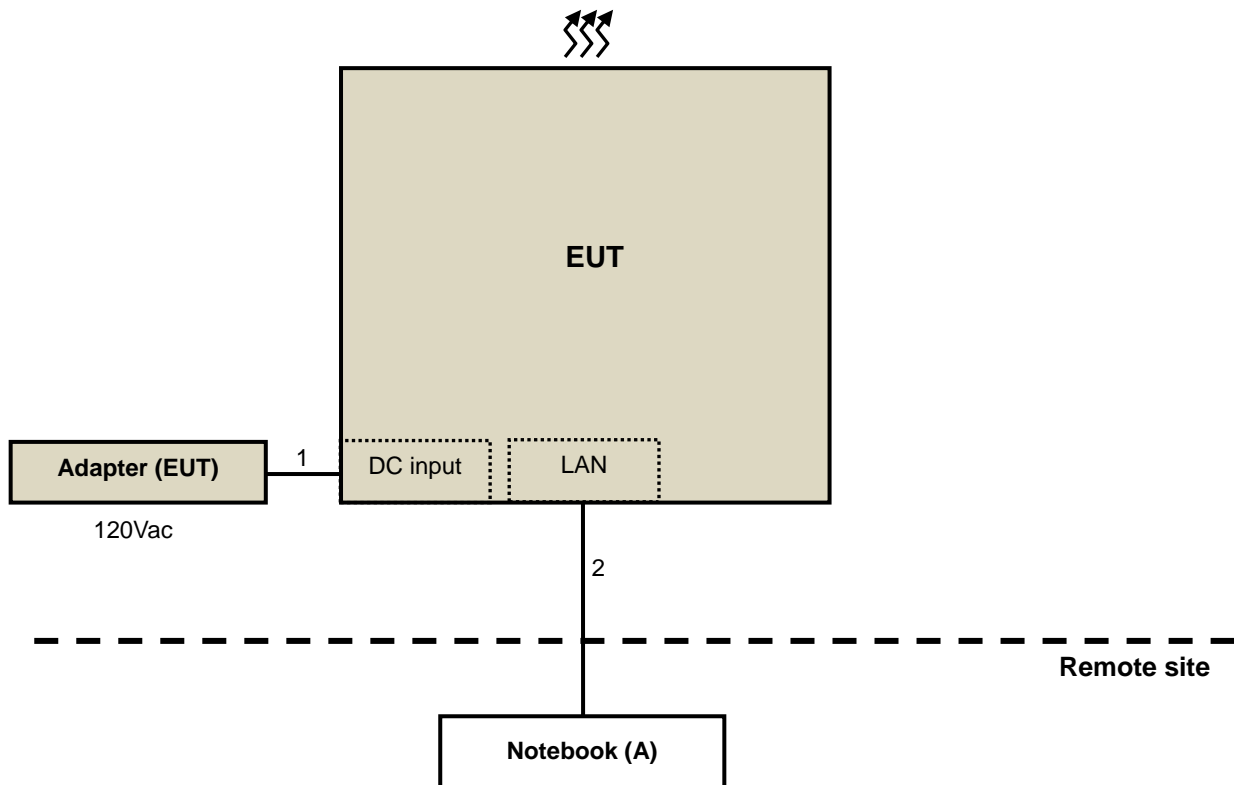 EUT
Adapter (EUT)
1
DC input
LAN
120Vac
2
Remote site
Notebook (A)